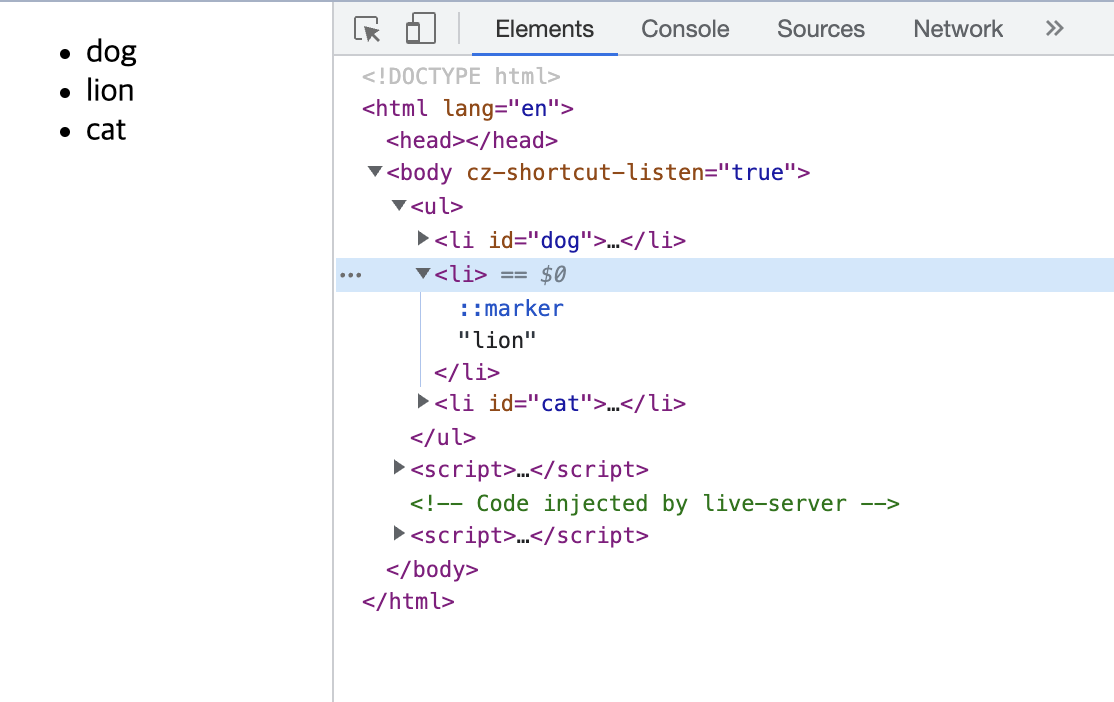 • dog
• lion
• cat
Elements Console Sources Network »
<!DOCTYPE html>
<html lang="en">
<head></head>
▼<body cz-shortcut-listen="true">
▼<ul>
▶<li id="dog">…</li>
••• ▼<li> == $0
::marker
"lion"
</li>
▶<li id="cat">…</li>
</ul>
▶<script>…</script>
<!-- Code injected by live-server -->
▶<script>…</script>
</body>
</html>